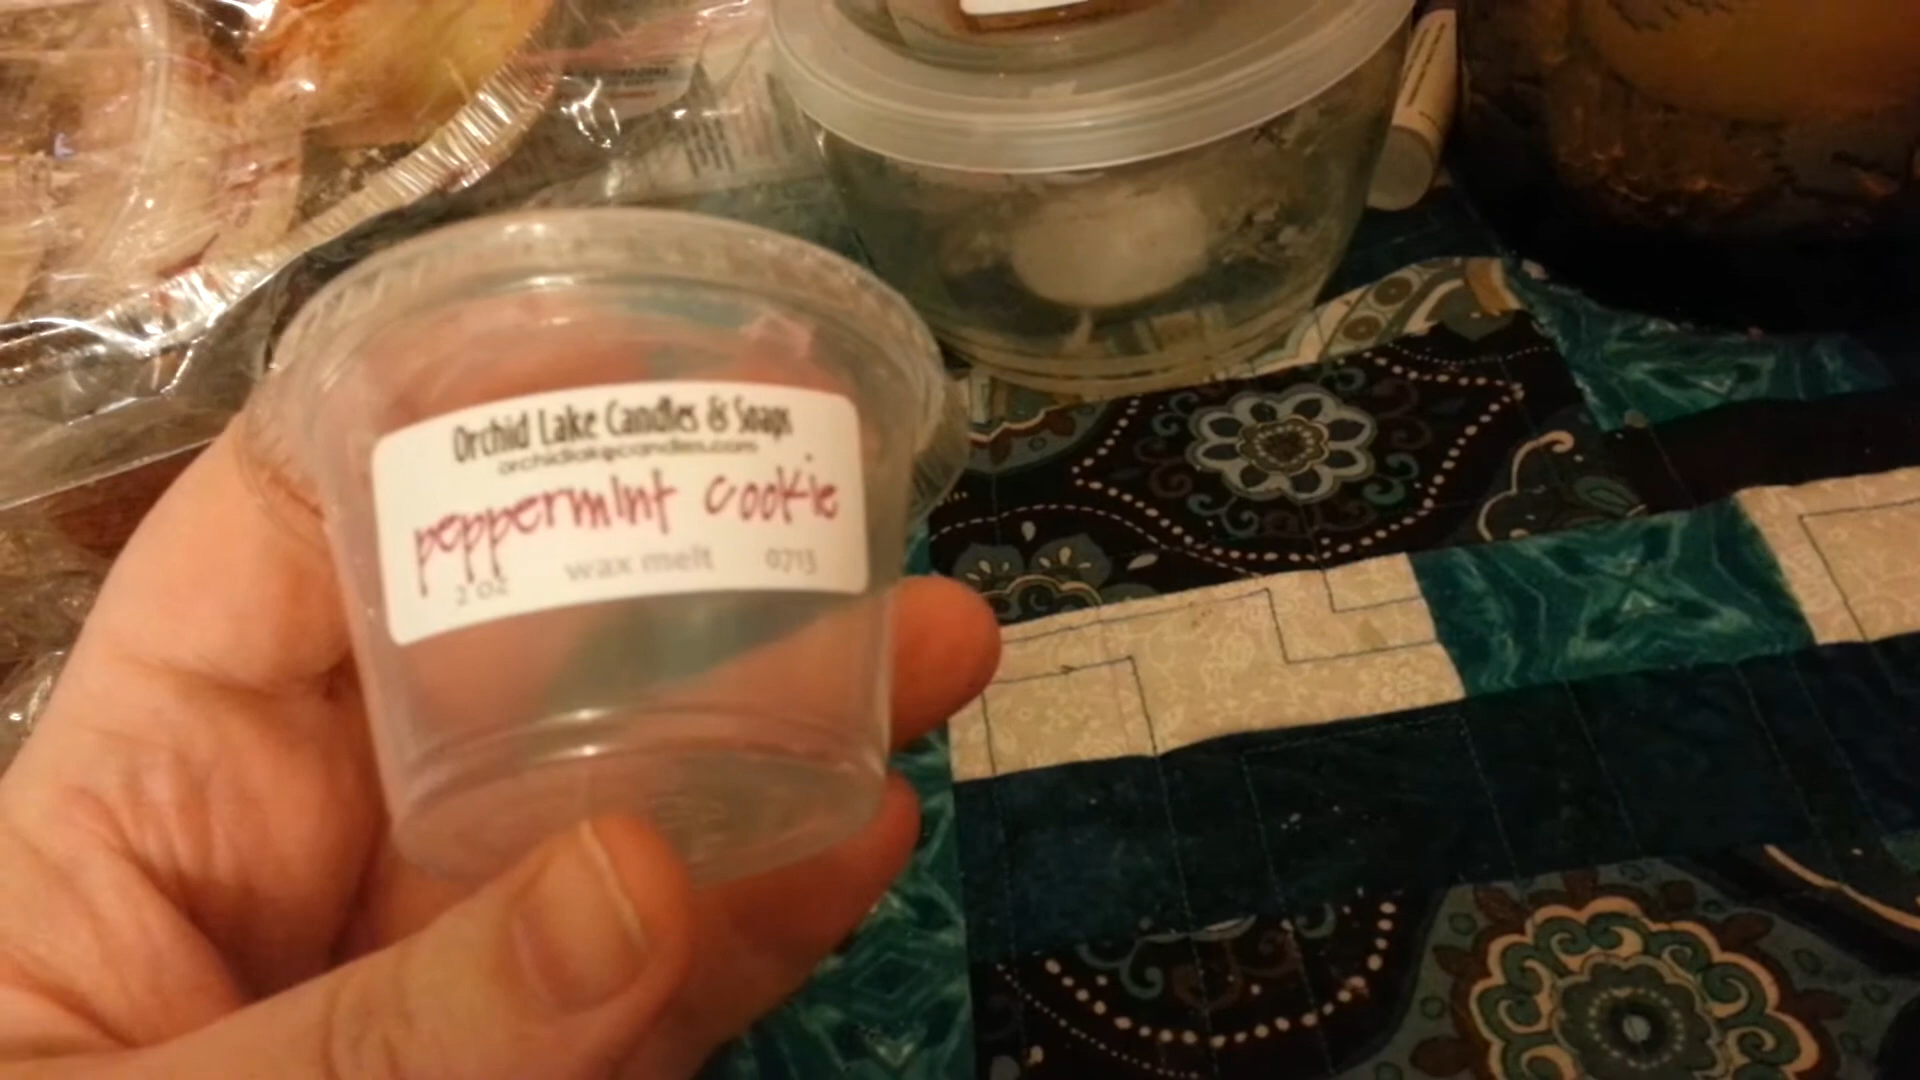 Orchid Lake Candles & Soaps
orchidlakecandles.com
peppermint cookie
2 oz wax melt 0713